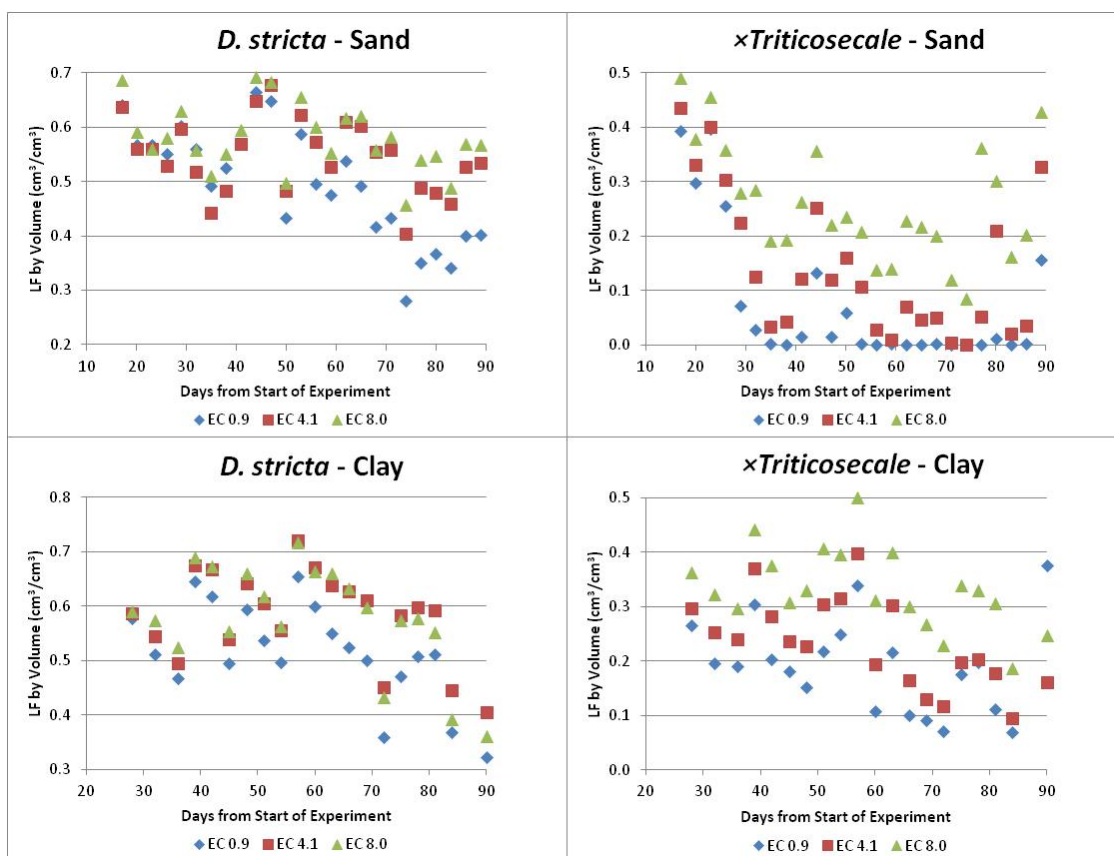 D. stricta - Sand
LF by Volume (cm³/cm³)
0.7
0.6
0.5
0.4
0.3
0.2
10 20 30 40 50 60 70 80 90
Days from Start of Experiment
EC 0.9 EC 4.1 EC 8.0
×Triticosecale - Sand
LF by Volume (cm³/cm³)
0.5
0.4
0.3
0.2
0.1
0.0
10 20 30 40 50 60 70 80 90
Days from Start of Experiment
EC 0.9 EC 4.1 EC 8.0
D. stricta - Clay
LF by Volume (cm³/cm³)
0.8
0.7
0.6
0.5
0.4
0.3
20 30 40 50 60 70 80 90
Days from Start of Experiment
EC 0.9 EC 4.1 EC 8.0
×Triticosecale - Clay
LF by Volume (cm³/cm³)
0.5
0.4
0.3
0.2
0.1
0.0
20 30 40 50 60 70 80 90
Days from Start of Experiment
EC 0.9 EC 4.1 EC 8.0